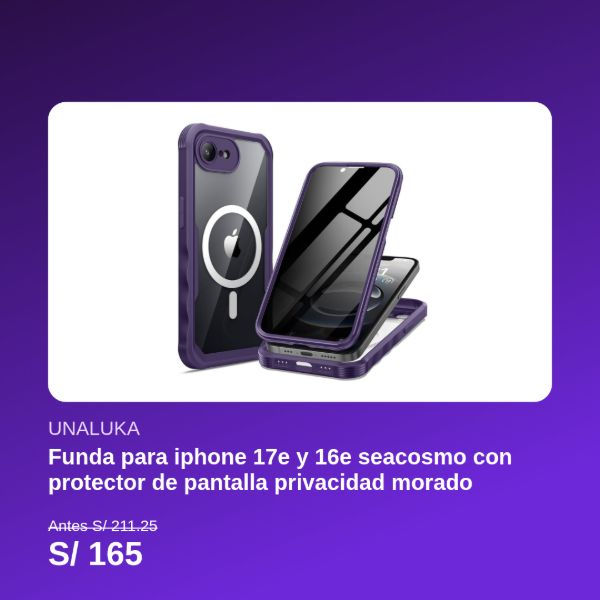 UNALUKA
Funda para iphone 17e y 16e seacosmo con
protector de pantalla privacidad morado
Antes S/ 211.25
S/ 165